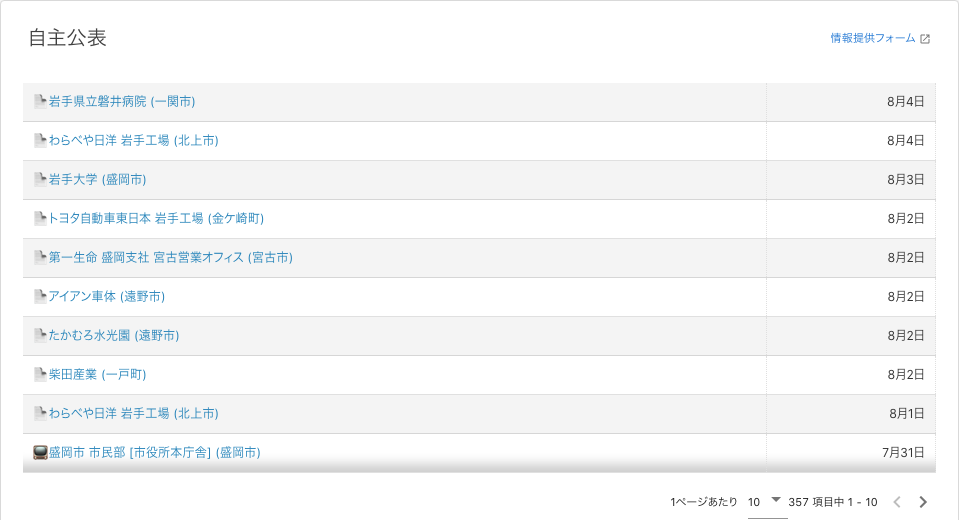 自主公表
情報提供フォーム
岩手県立磐井病院 (一関市) 8月4日
わらべや日洋 岩手工場 (北上市) 8月4日
岩手大学 (盛岡市) 8月3日
トヨタ自動車東日本 岩手工場 (金ケ崎町) 8月2日
第一生命 盛岡支社 宮古営業オフィス (宮古市) 8月2日
アイアン車体 (遠野市) 8月2日
たかむろ水光園 (遠野市) 8月2日
柴田産業 (一戸町) 8月2日
わらべや日洋 岩手工場 (北上市) 8月1日
盛岡市 市民部 [市役所本庁舎] (盛岡市) 7月31日
1ページあたり 10 357 項目中 1 - 10